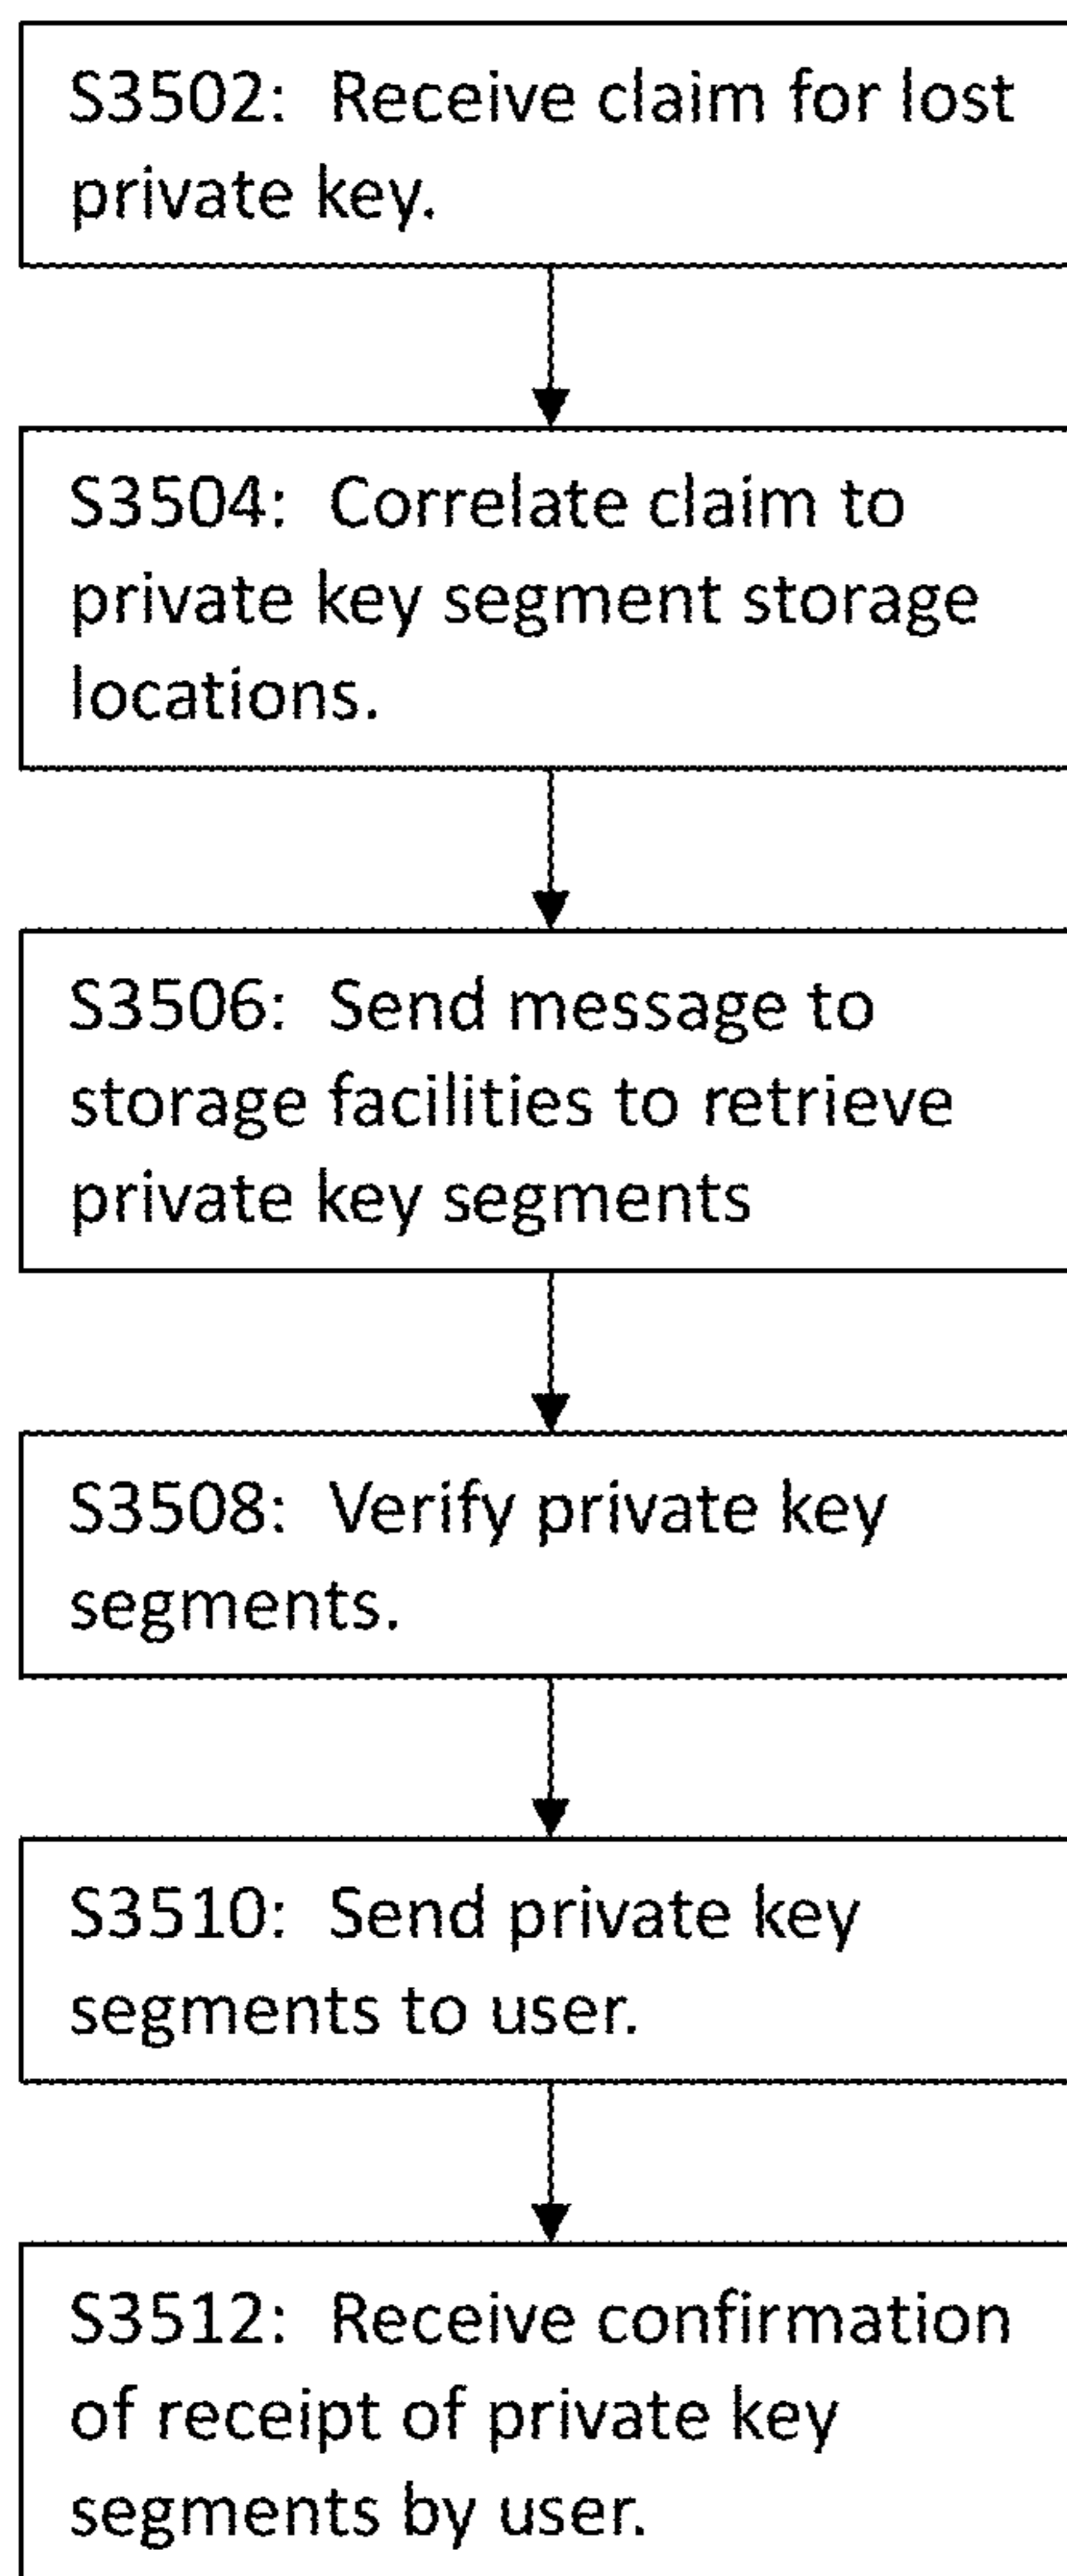 S3502: Receive claim for lost
private key.
S3504: Correlate claim to
private key segment storage
locations.
S3506: Send message to
storage facilities to retrieve
private key segments
S3508: Verify private key
segments.
S3510: Send private key
segments to user.
S3512: Receive confirmation
of receipt of private key
segments by user.